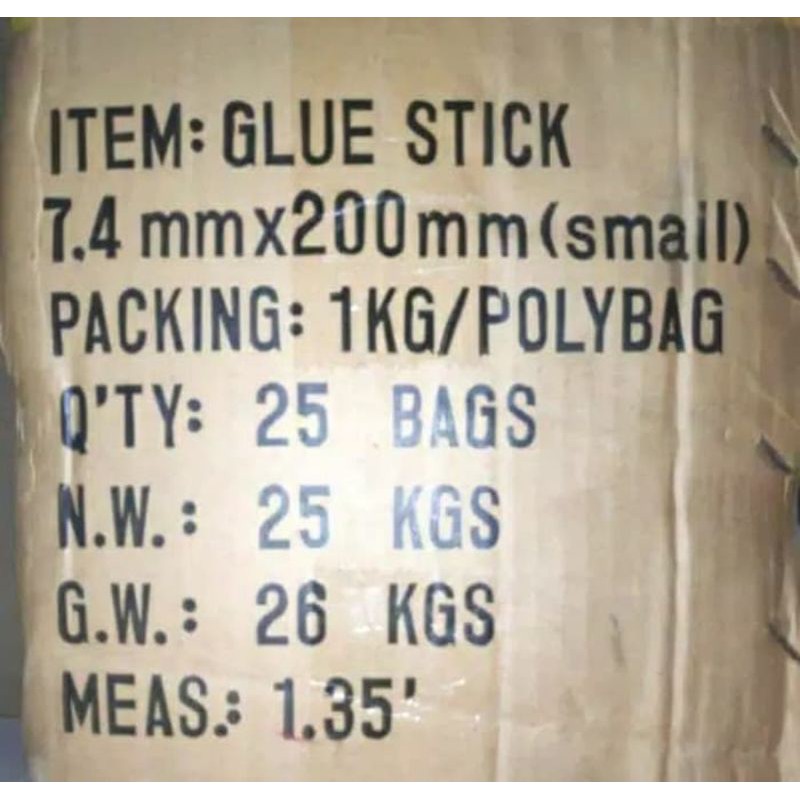 ITEM: GLUE STICK
7.4 mmx200mm(small)
PACKING: 1KG/POLYBAG
Q'TY: 25 BAGS
N.W.: 25 KGS
G.W.: 26 KGS
MEAS.: 1.35'